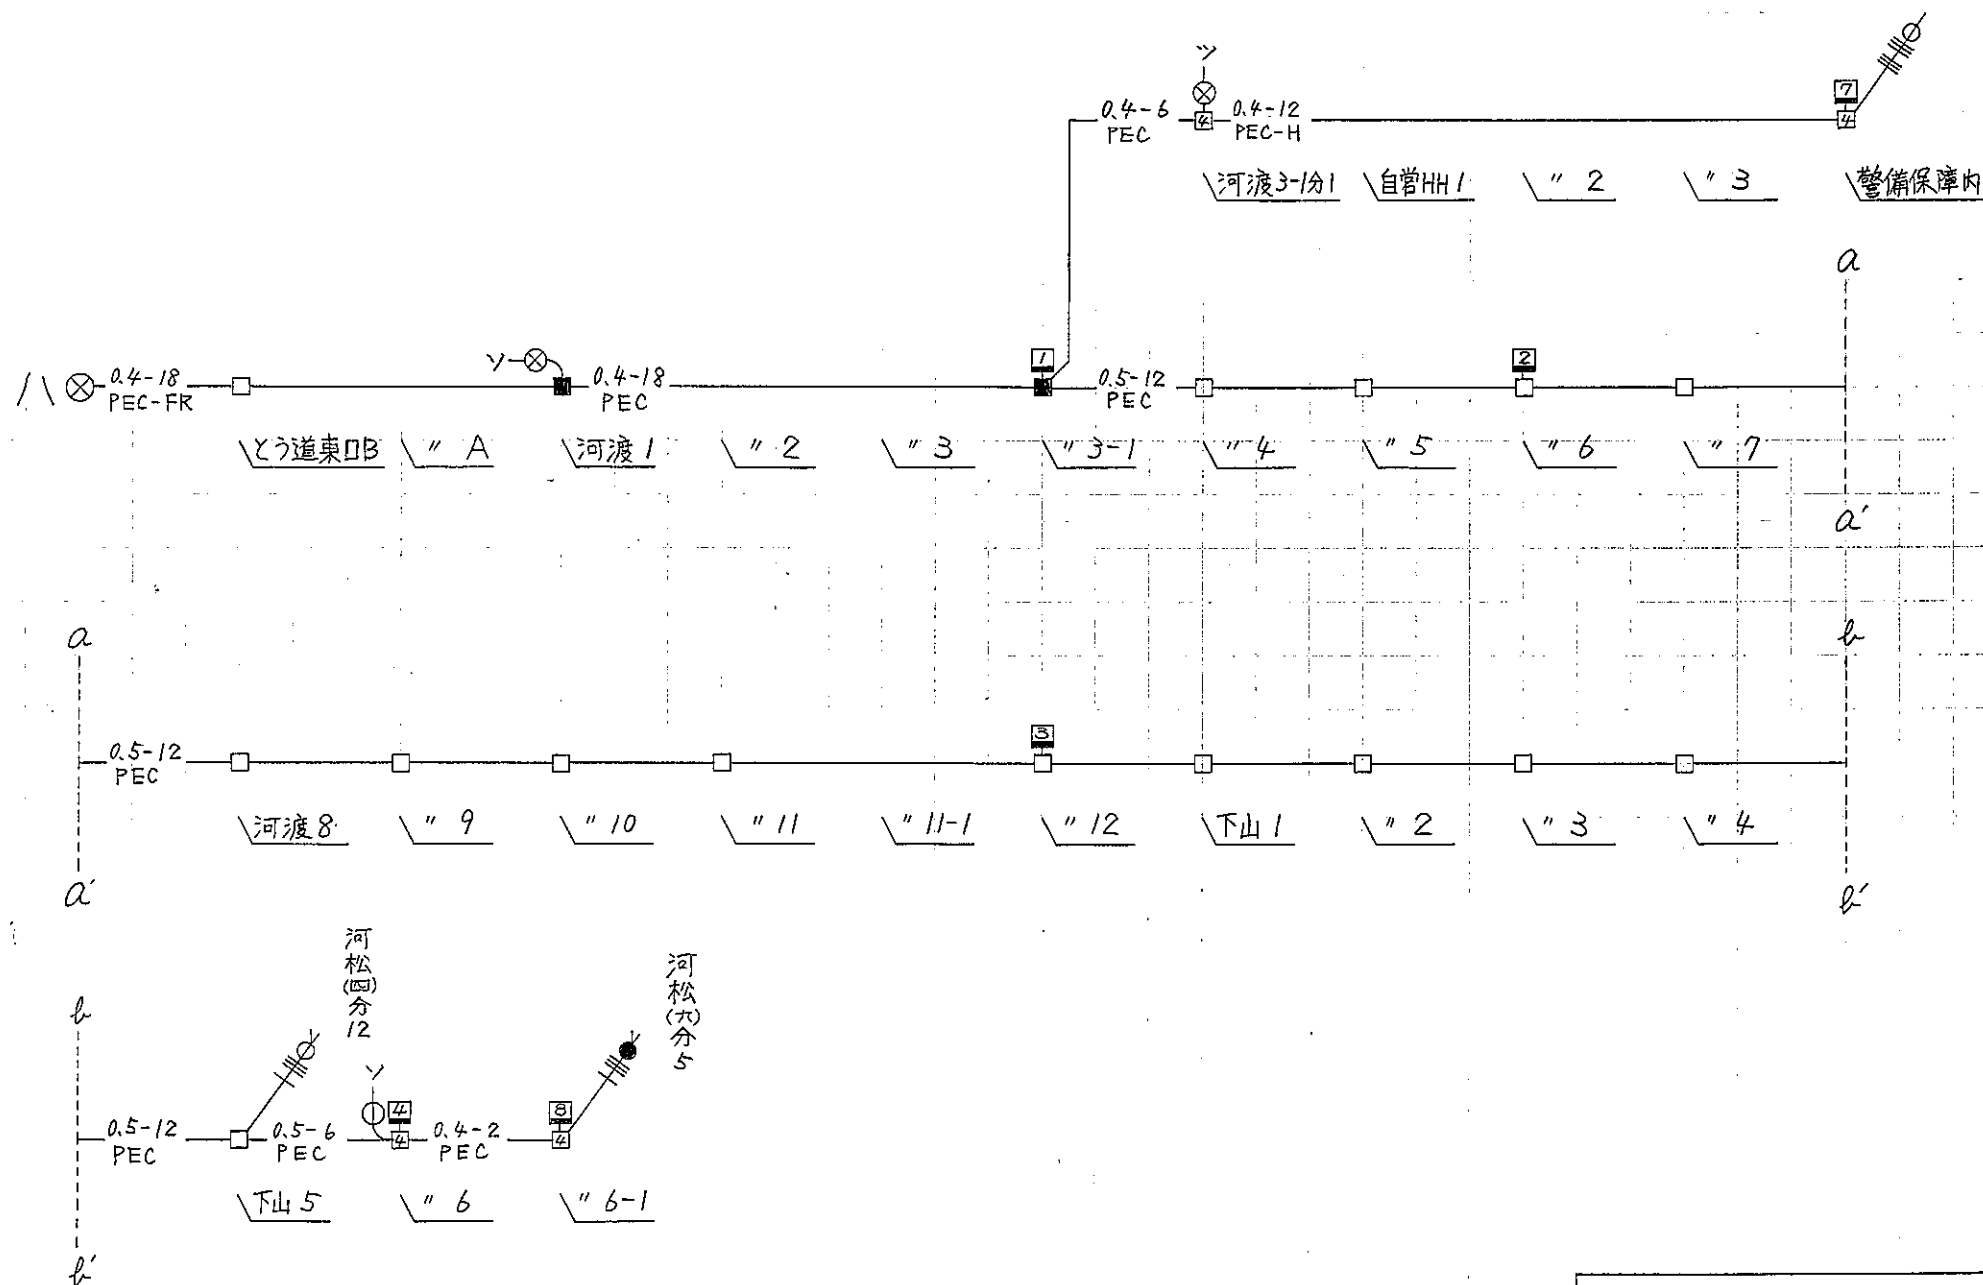 ツ
0.4-6
PEC
4
0.4-12
PEC-H
7
4
河渡3-1分1
自営HH1
〃 2
〃 3
警備保障内
a
ハ
0.4-18
PEC-FR
ソ
0.4-18
PEC
1
0.5-12
PEC
2
とう道東口B
〃 A
河渡1
〃 2
〃 3
〃 3-1
〃 4
〃 5
〃 6
〃 7
a'
a
b
0.5-12
PEC
3
河渡8
〃 9
〃 10
〃 11
〃 11-1
〃 12
下山1
〃 2
〃 3
〃 4
a'
b'
河松(四)分12
河松(六)分5
b
ソ
0.5-12
PEC
0.5-6
PEC
4
4
0.4-2
PEC
8
4
下山5
〃 6
〃 6-1
b'